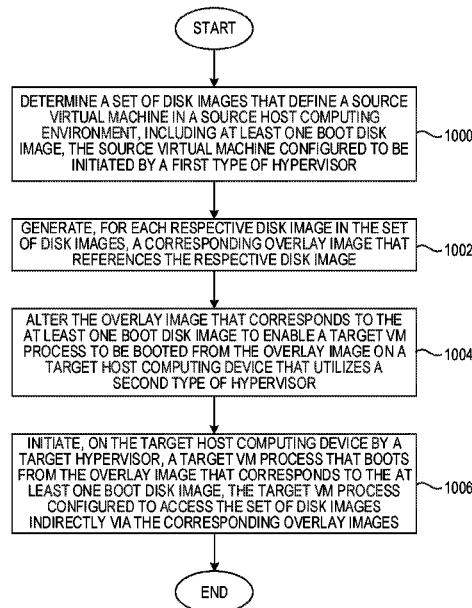 START
DETERMINE A SET OF DISK IMAGES THAT DEFINE A SOURCE
VIRTUAL MACHINE IN A SOURCE HOST COMPUTING
ENVIRONMENT, INCLUDING AT LEAST ONE BOOT DISK
IMAGE, THE SOURCE VIRTUAL MACHINE CONFIGURED TO BE
INITIATED BY A FIRST TYPE OF HYPERVISOR
1000
GENERATE, FOR EACH RESPECTIVE DISK IMAGE IN THE SET
OF DISK IMAGES, A CORRESPONDING OVERLAY IMAGE THAT
REFERENCES THE RESPECTIVE DISK IMAGE
1002
ALTER THE OVERLAY IMAGE THAT CORRESPONDS TO THE
AT LEAST ONE BOOT DISK IMAGE TO ENABLE A TARGET VM
PROCESS TO BE BOOTED FROM THE OVERLAY IMAGE ON A
TARGET HOST COMPUTING DEVICE THAT UTILIZES A
SECOND TYPE OF HYPERVISOR
1004
INITIATE, ON THE TARGET HOST COMPUTING DEVICE BY A
TARGET HYPERVISOR, A TARGET VM PROCESS THAT BOOTS
FROM THE OVERLAY IMAGE THAT CORRESPONDS TO THE AT
LEAST ONE BOOT DISK IMAGE, THE TARGET VM PROCESS
CONFIGURED TO ACCESS THE SET OF DISK IMAGES
INDIRECTLY VIA THE CORRESPONDING OVERLAY IMAGES
1006
END